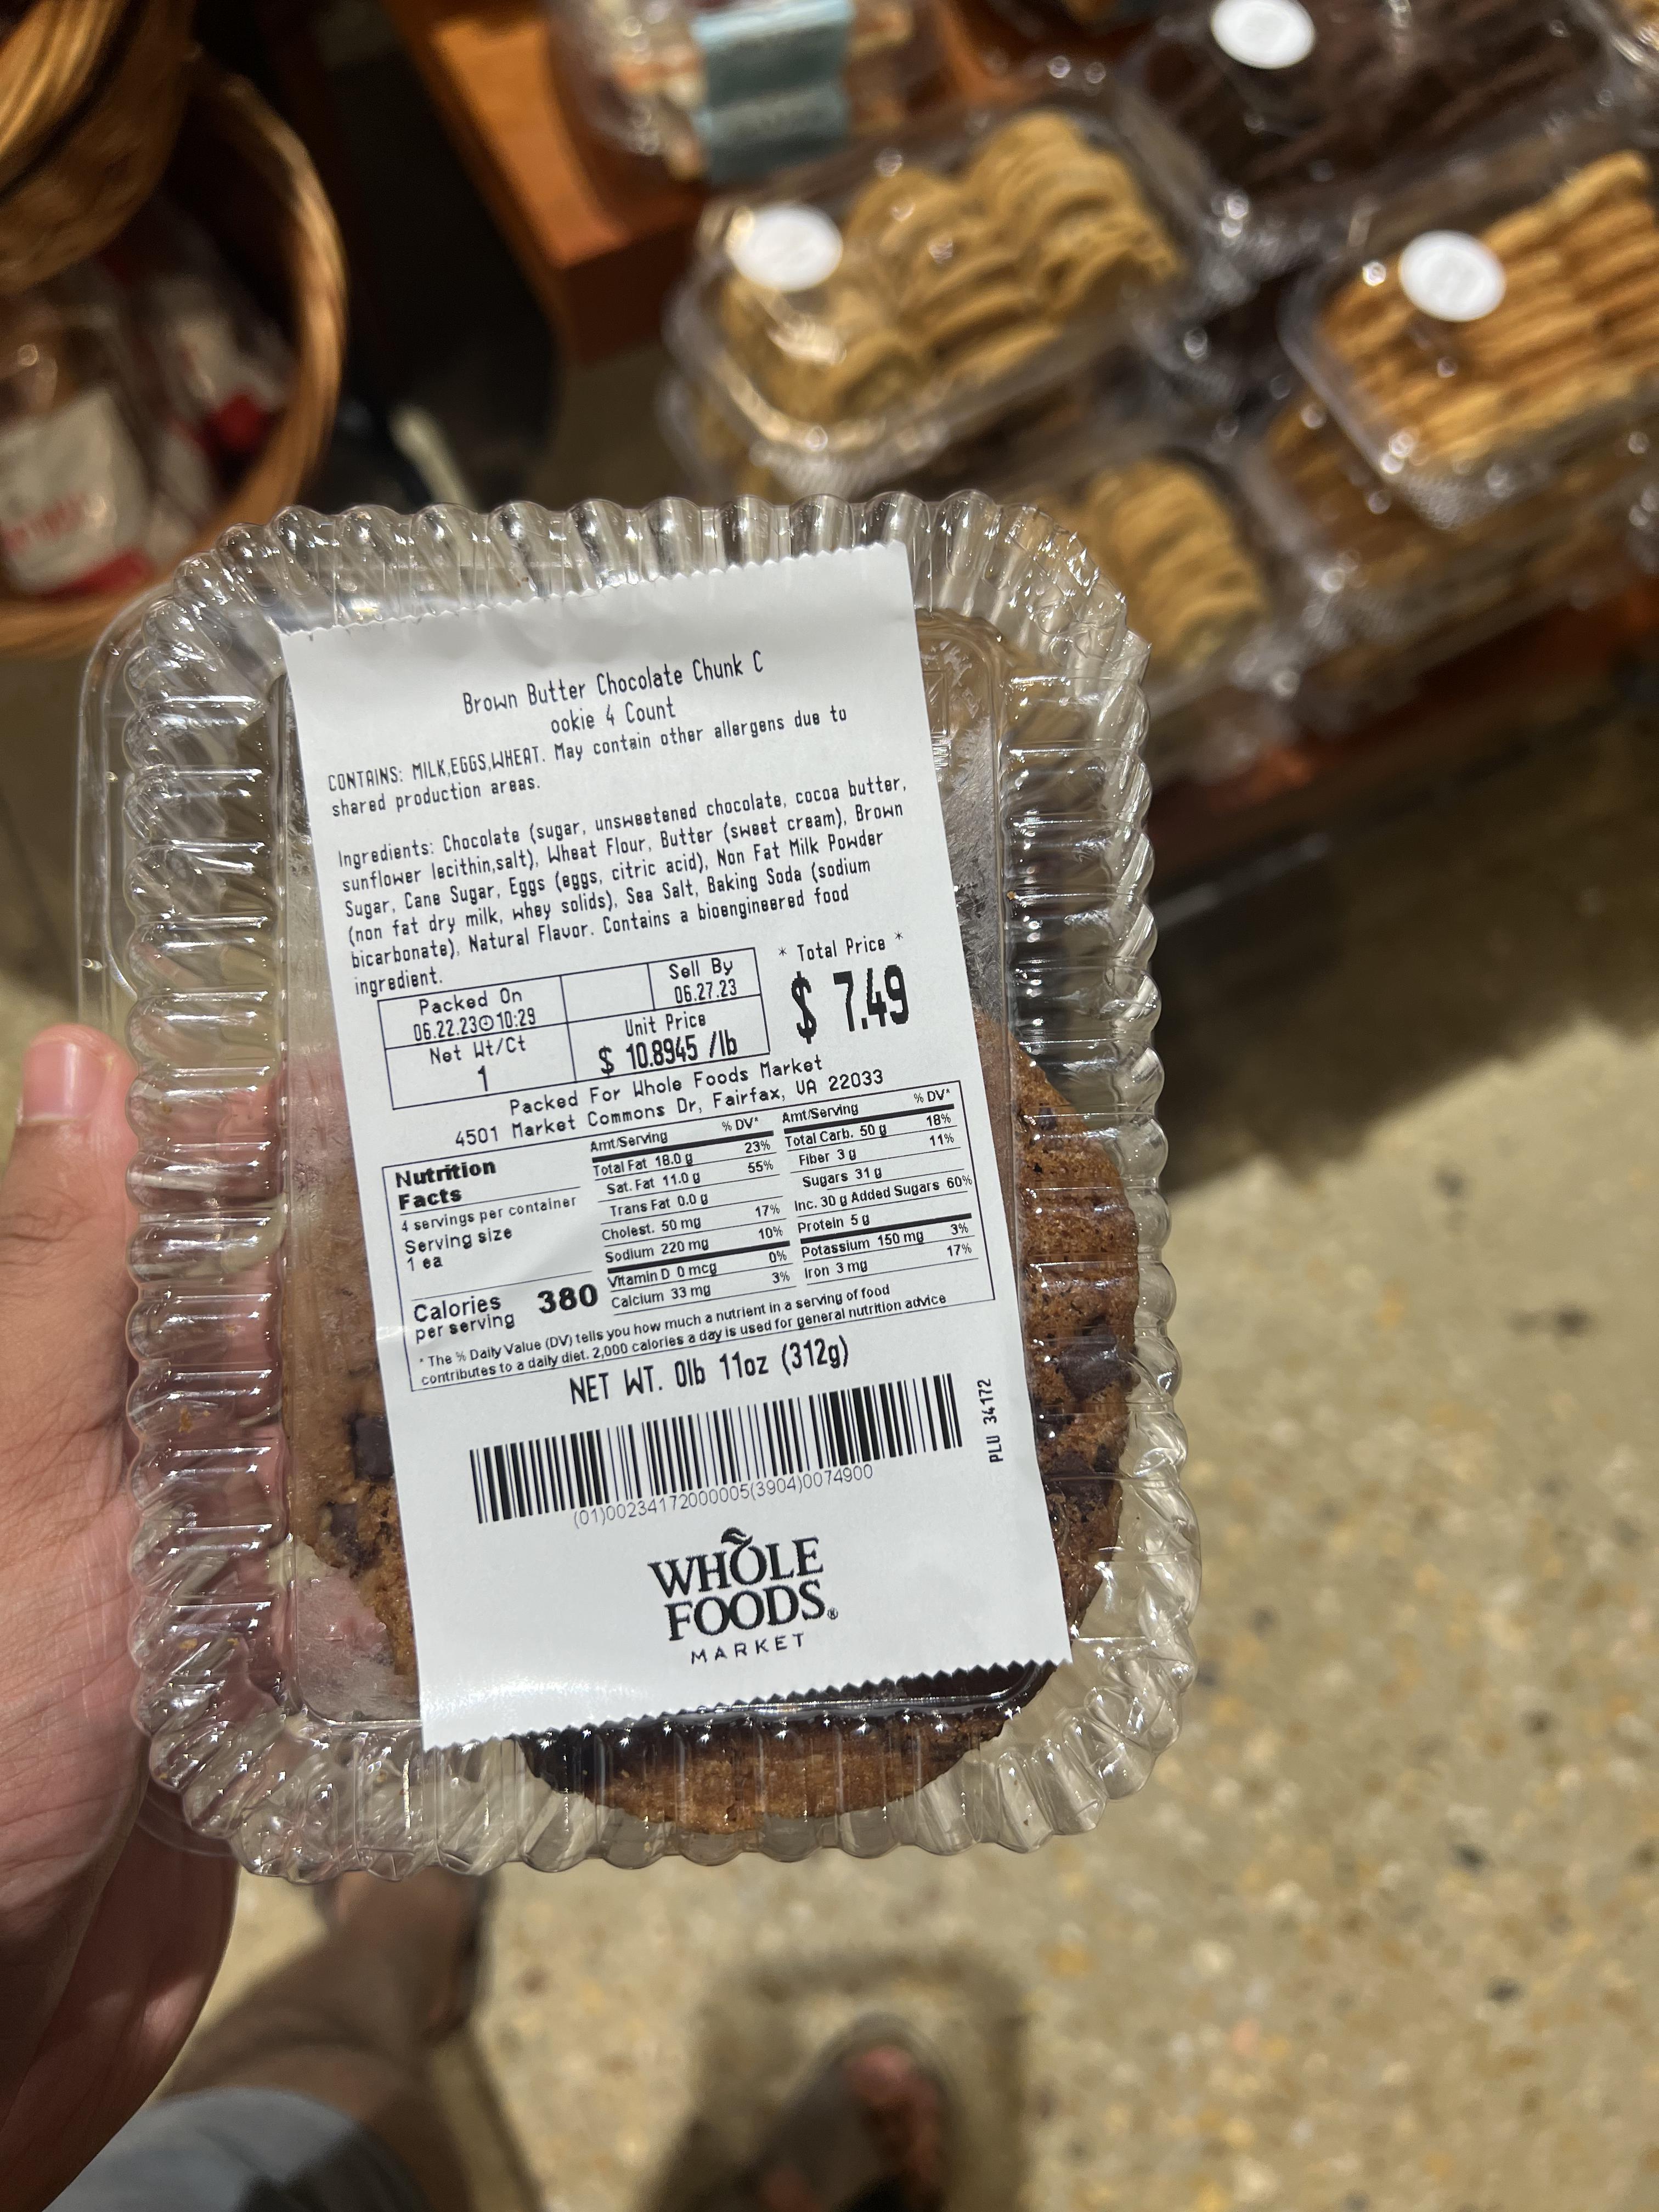 Brown Butter Chocolate Chunk C
ookie 4 Count
CONTAINS: MILK,EGGS,WHEAT. May contain other allergens due to
shared production areas.
Ingredients: Chocolate (sugar, unsweetened chocolate, cocoa butter,
sunflower lecithin,salt), Wheat Flour, Butter (sweet cream), Brown
Sugar, Cane Sugar, Eggs (eggs, citric acid), Non Fat Milk Powder
(non fat dry milk, whey solids), Sea Salt, Baking Soda (sodium
bicarbonate), Natural Flavor. Contains a bioengineered food
ingredient.
Packed On
06.22.23 10:29
Sell By
06.27.23
* Total Price *
$ 7.49
Net Wt/Ct
1
Unit Price
$ 10.8945 /lb
Packed For Whole Foods Market
4501 Market Commons Dr, Fairfax, VA 22033
Nutrition
Facts
4 servings per container
Serving size
1 ea
Calories
per serving
380
Amt/Serving % DV*
Total Fat 18.0 g 23%
Sat. Fat 11.0 g 55%
Trans Fat 0.0 g
Cholest. 50 mg 17%
Sodium 220 mg 10%
Vitamin D 0 mcg 0%
Calcium 33 mg 3%
Amt/Serving % DV*
Total Carb. 50 g 18%
Fiber 3 g 11%
Sugars 31 g
Inc. 30 g Added Sugars 60%
Protein 5 g
Potassium 150 mg 3%
Iron 3 mg 17%
* The % Daily Value (DV) tells you how much a nutrient in a serving of food
contributes to a daily diet. 2,000 calories a day is used for general nutrition advice
NET WT. 0lb 11oz (312g)
PLU 34172
(01)00234172000005(3904)0074900
WHOLE
FOODS®
MARKET